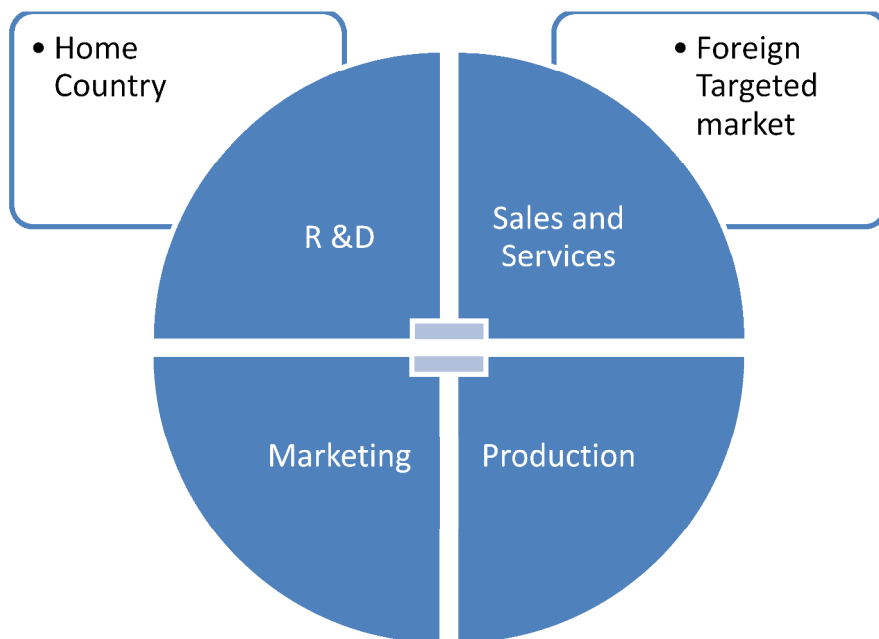 • Home
Country
• Foreign
Targeted
market
R &D
Sales and
Services
Marketing
Production